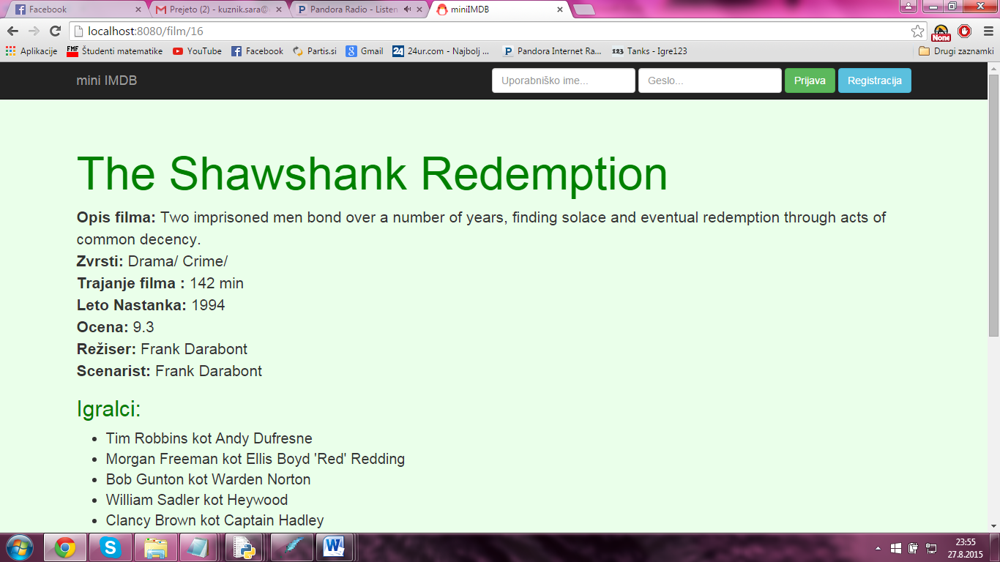 Facebook
Prejeto (2) - kuznik.sara@
Pandora Radio - Listen
miniIMDB
localhost:8080/film/16
None
Aplikacije
FMF Študenti matematike
YouTube
Facebook
Partis.si
Gmail
24 24ur.com - Najbolj ...
Pandora Internet Ra...
123 Tanks - Igre123
Drugi zaznamki
mini IMDB
Uporabniško ime...
Geslo...
Prijava
Registracija
The Shawshank Redemption
Opis filma: Two imprisoned men bond over a number of years, finding solace and eventual redemption through acts of
common decency.
Zvrsti: Drama/ Crime/
Trajanje filma : 142 min
Leto Nastanka: 1994
Ocena: 9.3
Režiser: Frank Darabont
Scenarist: Frank Darabont
Igralci:
• Tim Robbins kot Andy Dufresne
• Morgan Freeman kot Ellis Boyd 'Red' Redding
• Bob Gunton kot Warden Norton
• William Sadler kot Heywood
• Clancy Brown kot Captain Hadley
23:55
27.8.2015